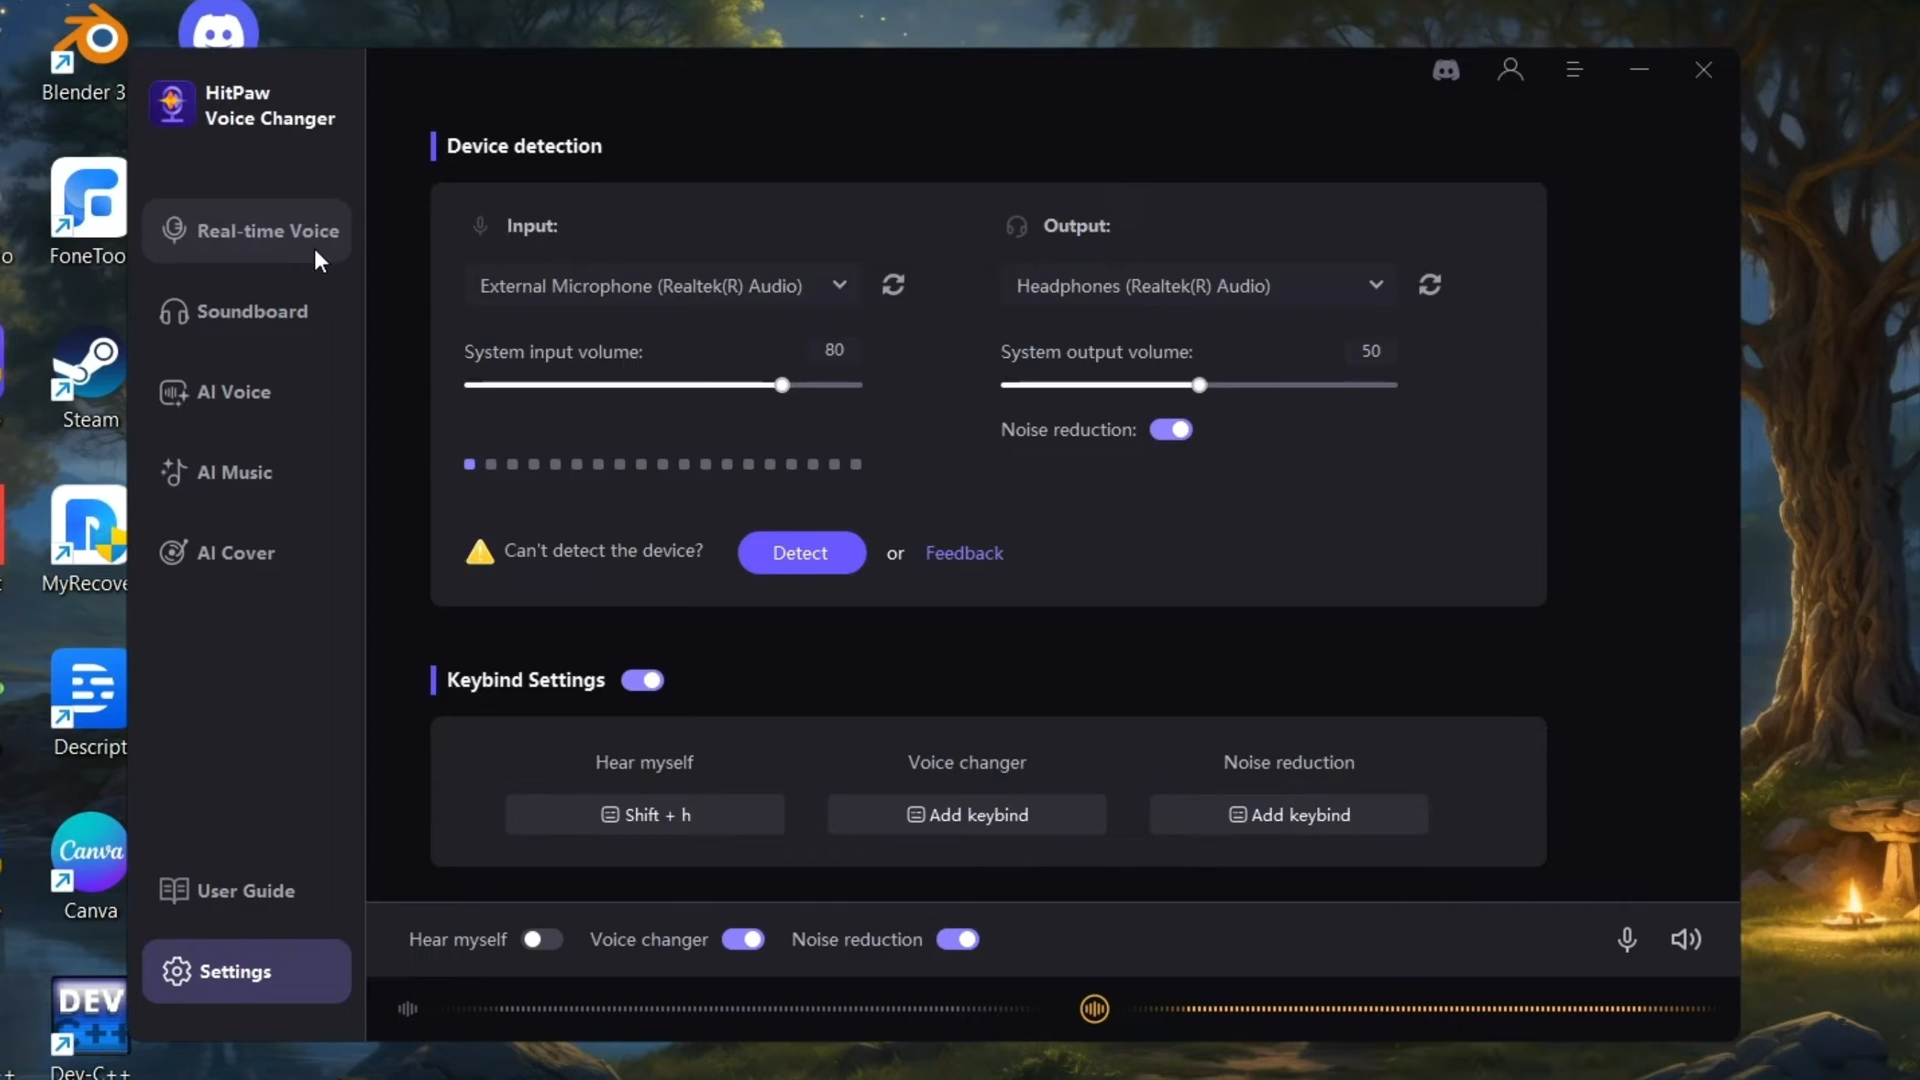 Blender 3
FoneToo
Steam
MyRecove
Descript
Canva
Canva
DEV
C++
Dev-C++
HitPaw
Voice Changer
Real-time Voice
Soundboard
AI Voice
AI Music
AI Cover
User Guide
Settings
Device detection
Input:
Output:
External Microphone (Realtek(R) Audio)
Headphones (Realtek(R) Audio)
System input volume:
80
System output volume:
50
Noise reduction:
Can't detect the device?
Detect
or
Feedback
Keybind Settings
Hear myself
Voice changer
Noise reduction
Shift + h
Add keybind
Add keybind
Hear myself
Voice changer
Noise reduction